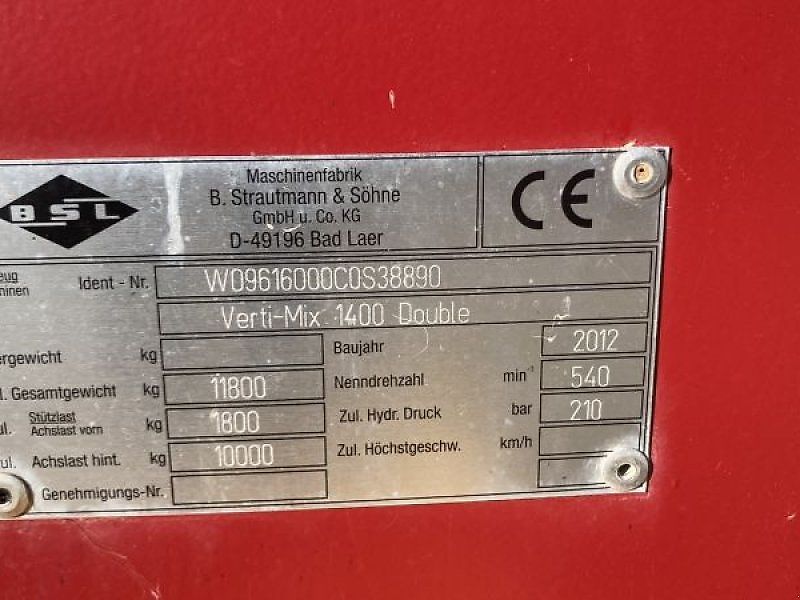 Maschinenfabrik
B. Strautmann & Söhne
GmbH u. Co. KG
D-49196 Bad Laer
BSL
CE
Ident - Nr. W09616000C0S38890
Verti-Mix 1400 Double
kg
Baujahr 2012
Gesamtgewicht kg 11800
Nenndrehzahl min⁻¹ 540
Stützlast
Achslast vorn kg 1800
Zul. Hydr. Druck bar 210
Achslast hint. kg 10000
Zul. Höchstgeschw. km/h
Genehmigungs-Nr.